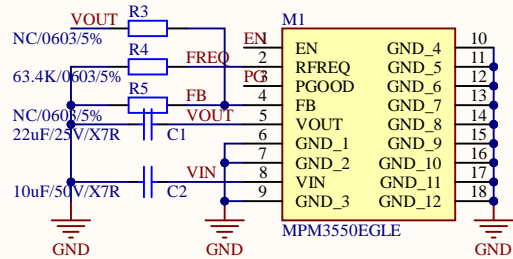 VOUT
R3
NC/0603/5%
R4
FREQ
63.4K/0603/5%
R5
FB
NC/0603/5%
VOUT
22uF/25V/X7R
C1
VIN
10uF/50V/X7R
C2
GND
GND
GND
M1
EN 1 EN GND_4 10
2 RFREQ GND_5 11
PG 3 PGOOD GND_6 12
4 FB GND_7 13
5 VOUT GND_8 14
6 GND_1 GND_9 15
7 GND_2 GND_10 16
8 VIN GND_11 17
9 GND_3 GND_12 18
MPM3550EGLE